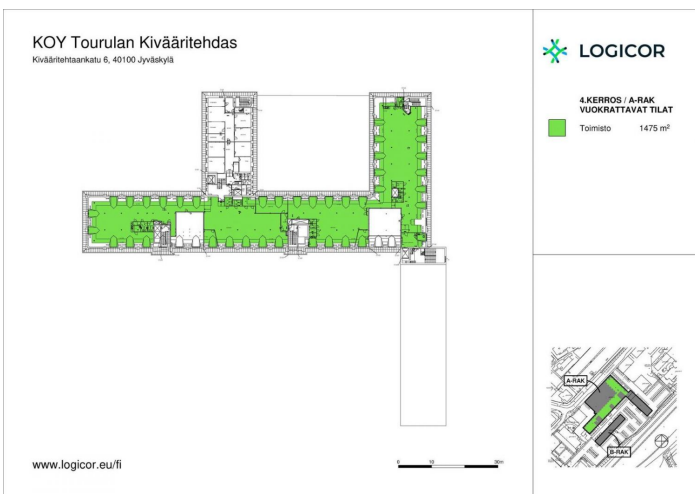 KOY Tourulan Kivääritehdas
Kivääritehtaankatu 6, 40100 Jyväskylä
LOGICOR
4.KERROS / A-RAK
VUOKRATTAVAT TILAT
Toimisto 1475 m²
A-RAK
B-RAK
www.logicor.eu/fi
0 10 30m